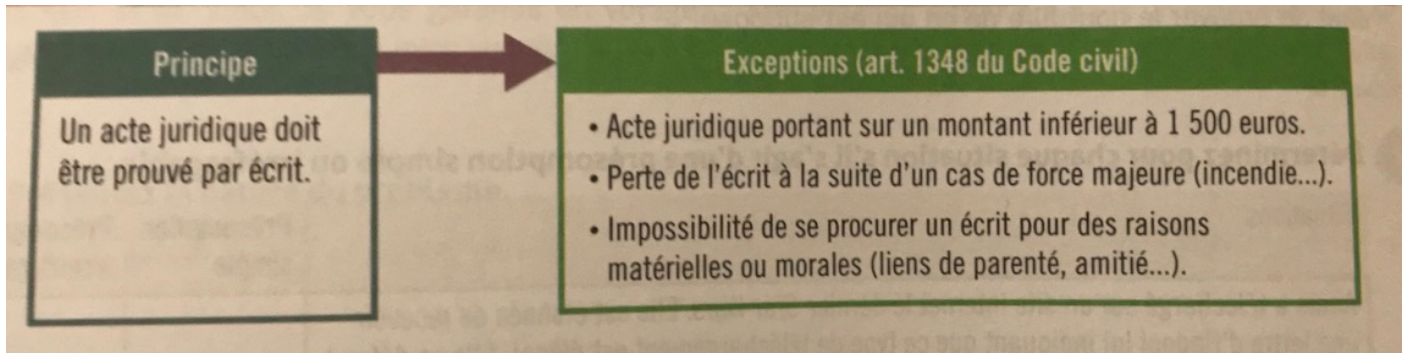 Principe
Un acte juridique doit
être prouvé par écrit.
Exceptions (art. 1348 du Code civil)
• Acte juridique portant sur un montant inférieur à 1 500 euros.
• Perte de l'écrit à la suite d'un cas de force majeure (incendie...).
• Impossibilité de se procurer un écrit pour des raisons
matérielles ou morales (liens de parenté, amitié...).